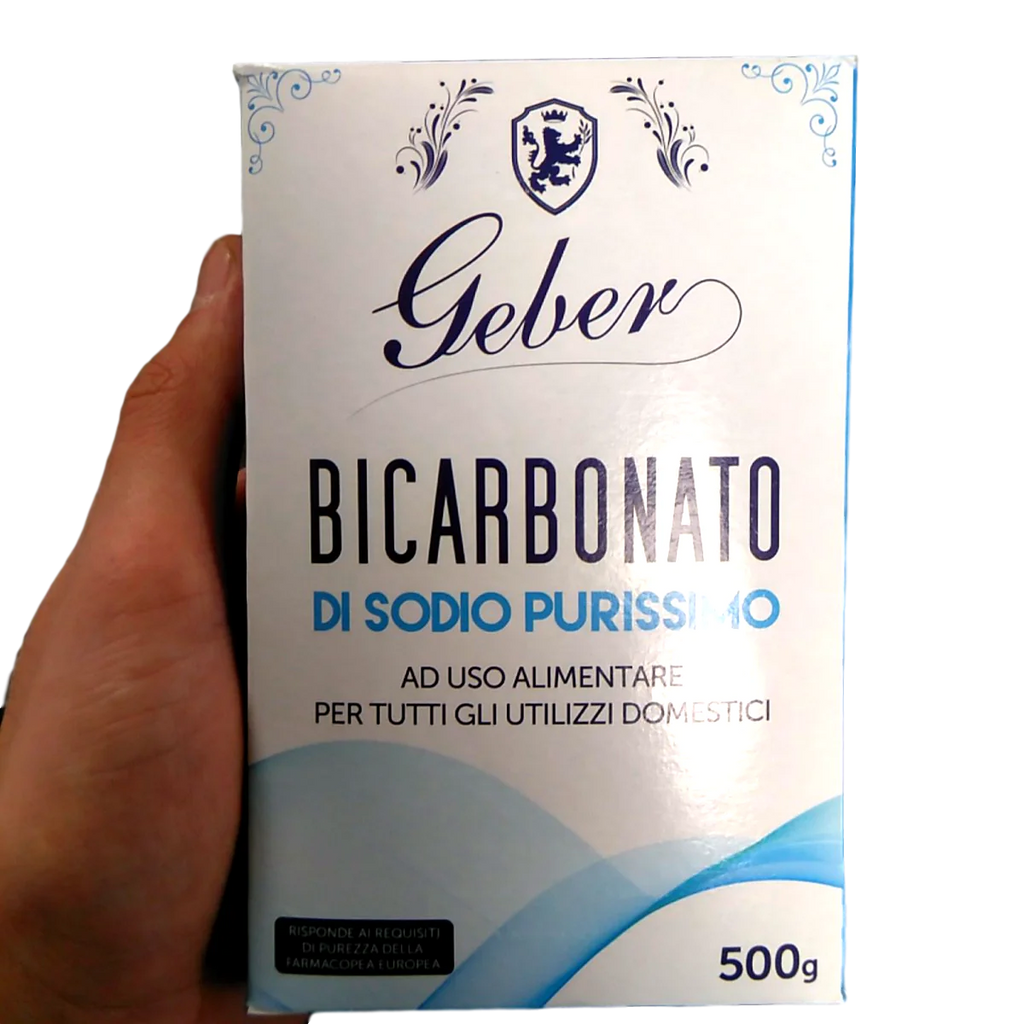 Geber
BICARBONATO
DI SODIO PURISSIMO
AD USO ALIMENTARE
PER TUTTI GLI UTILIZZI DOMESTICI
RISPONDE AI REQUISITI
DI PUREZZA DELLA
FARMACOPEA EUROPEA
500g